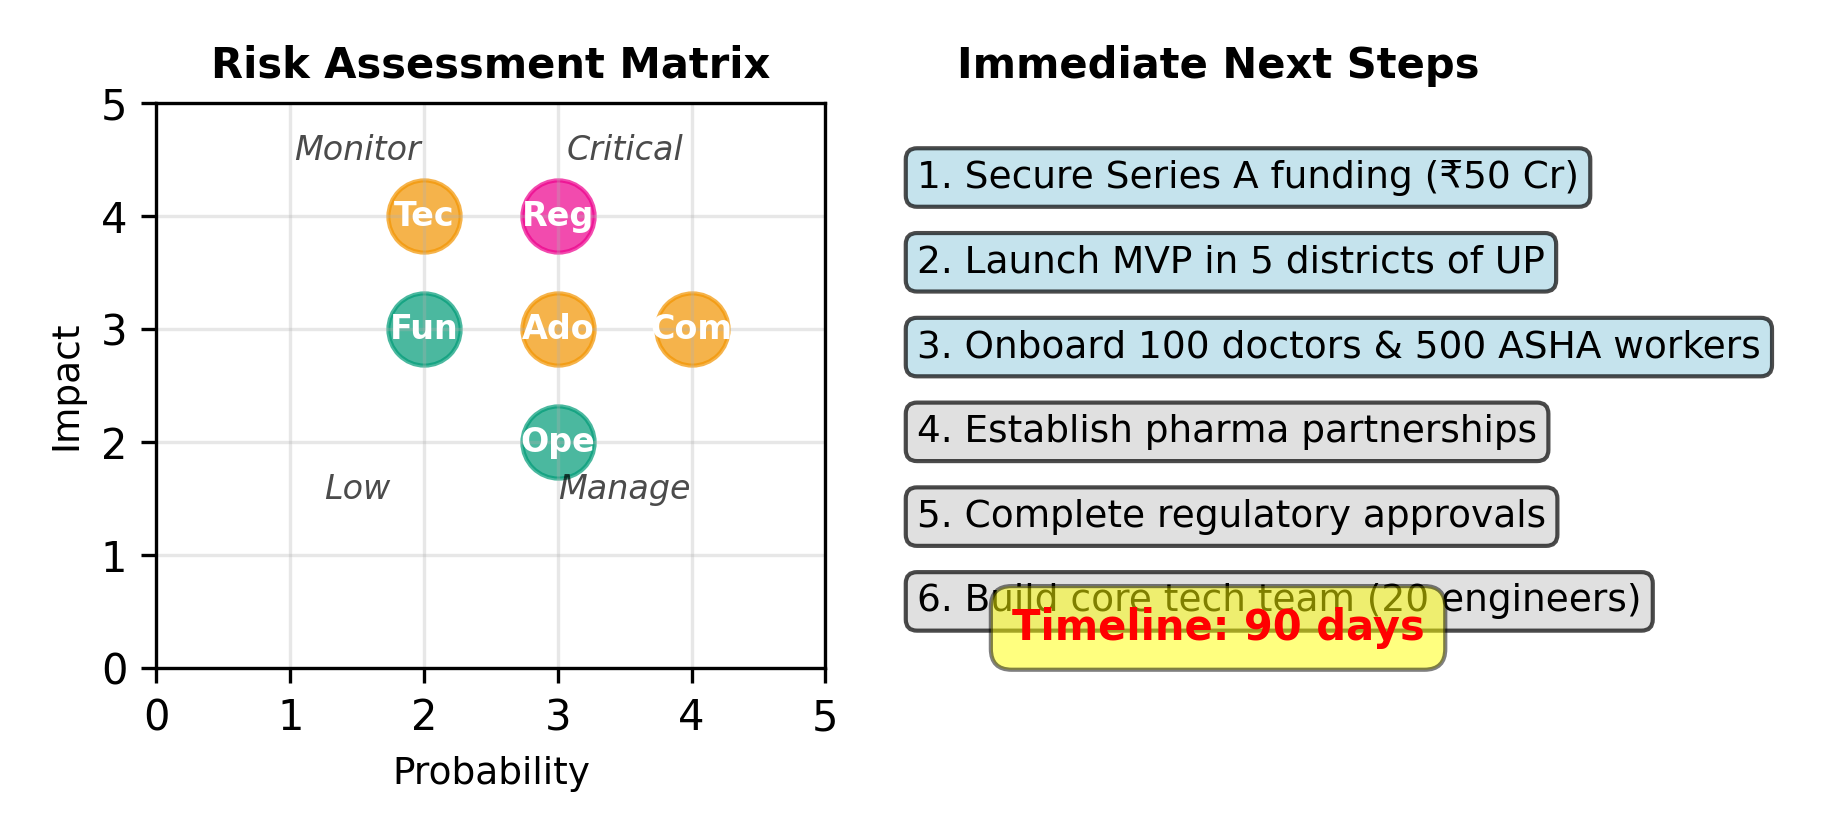 Risk Assessment Matrix
5
4
3
2
1
0
Impact
Monitor
Critical
Tec
Reg
Fun
Ado
Com
Ope
Low
Manage
0 1 2 3 4 5
Probability
Immediate Next Steps
1. Secure Series A funding (₹50 Cr)
2. Launch MVP in 5 districts of UP
3. Onboard 100 doctors & 500 ASHA workers
4. Establish pharma partnerships
5. Complete regulatory approvals
6. Build core tech team (20 engineers)
Timeline: 90 days